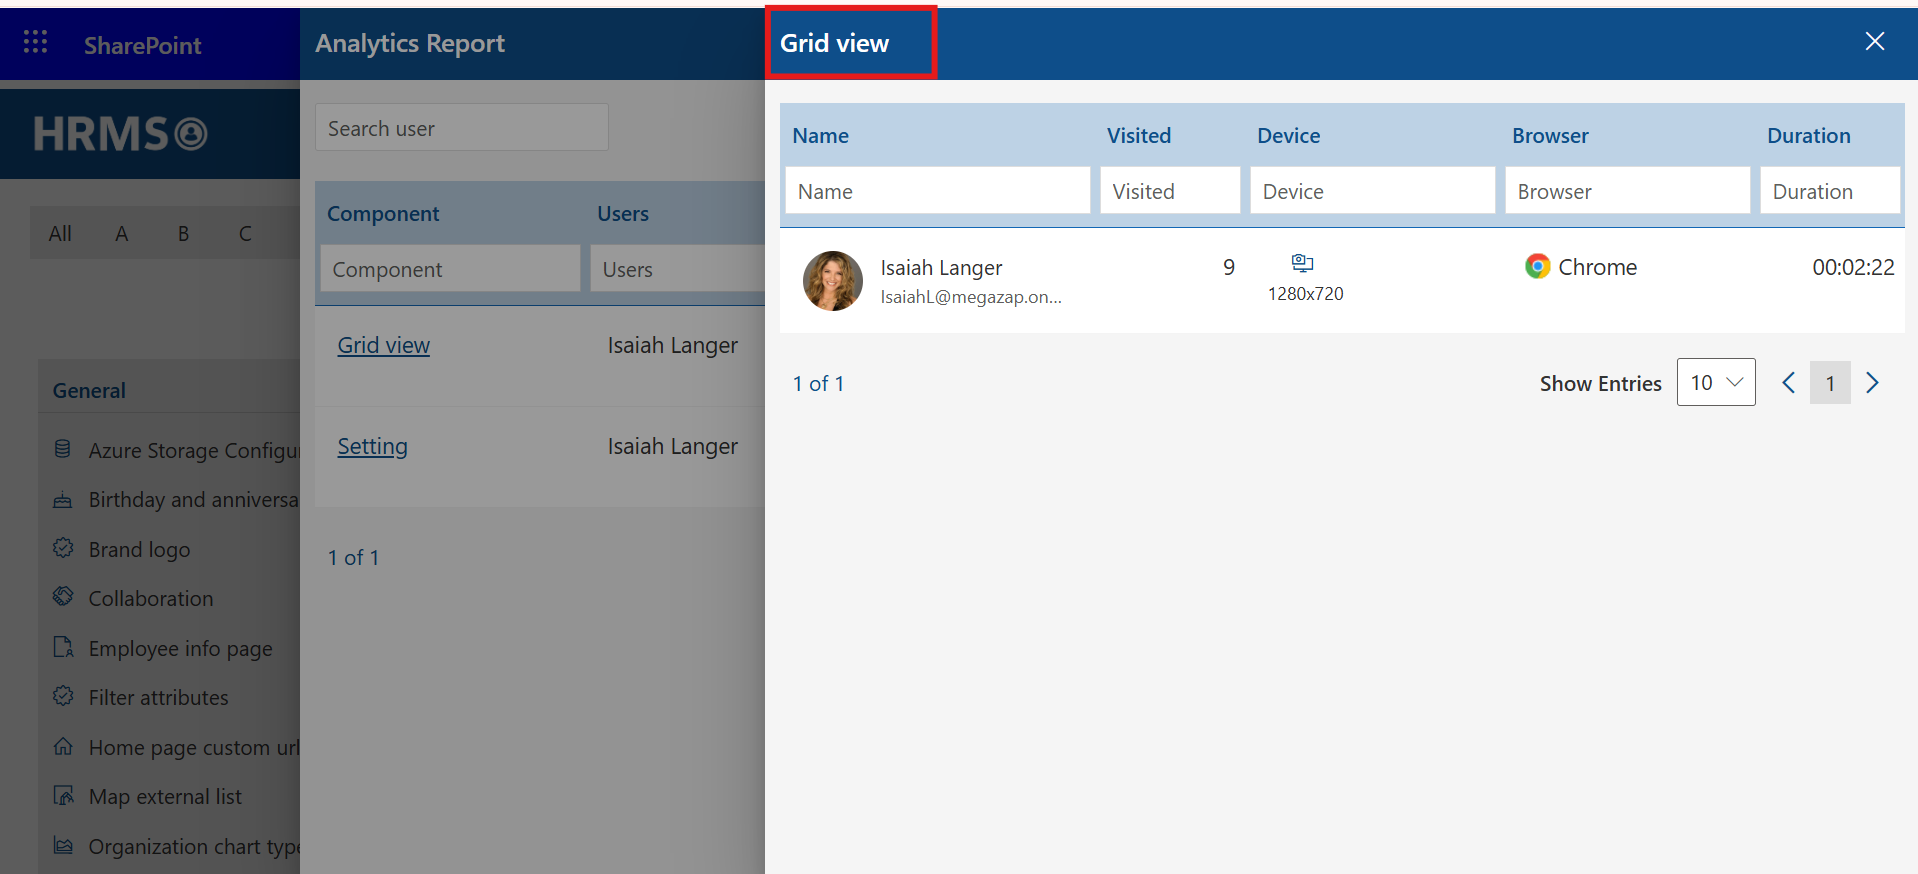 SharePoint
Analytics Report
Grid view
HRMS
Search user
All A B C
Component Users
Component Users
Grid view Isaiah Langer
Setting Isaiah Langer
1 of 1
General
Azure Storage Configu
Birthday and anniversa
Brand logo
Collaboration
Employee info page
Filter attributes
Home page custom url
Map external list
Organization chart type
Name Visited Device Browser Duration
Name Visited Device Browser Duration
Isaiah Langer 9 Chrome 00:02:22
IsaiahL@megazap.on... 1280x720
1 of 1 Show Entries 10 1